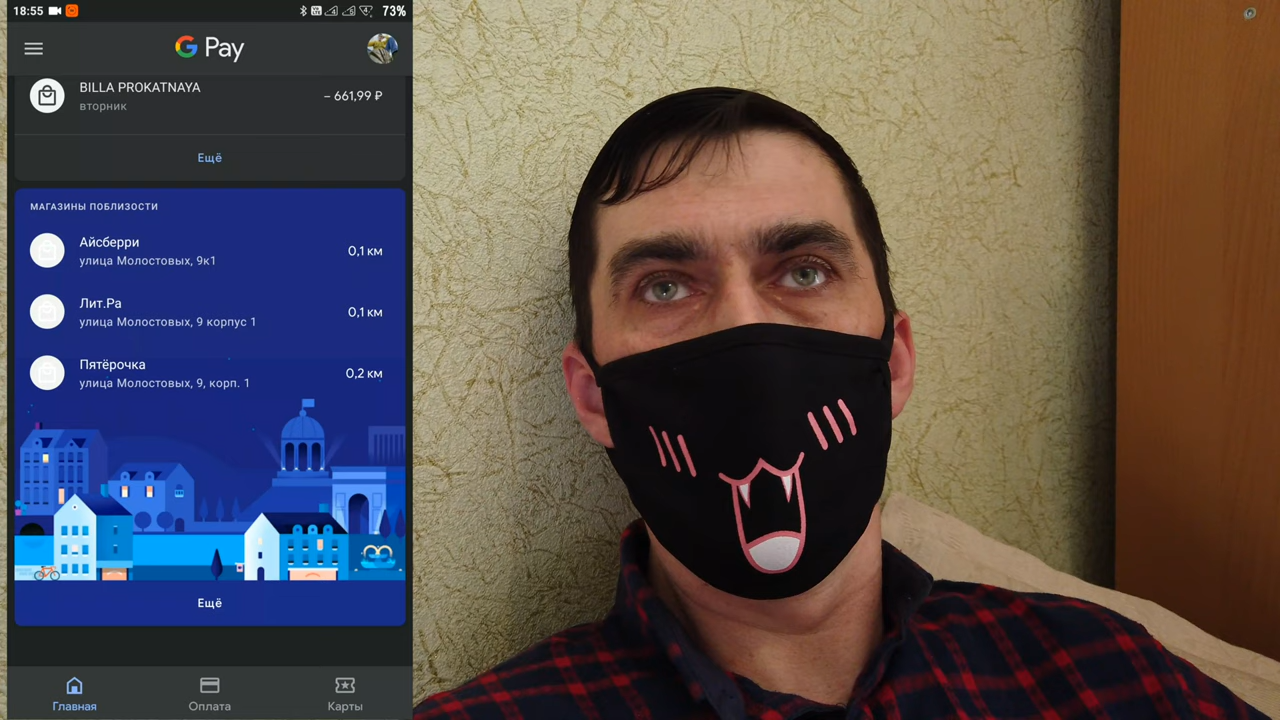 18:55
73%
G Pay
BILLA PROKATNAYA
вторник
– 661,99 ₽
Ещё
МАГАЗИНЫ ПОБЛИЗОСТИ
Айсберри
улица Молостовых, 9к1
0,1 км
Лит.Ра
улица Молостовых, 9 корпус 1
0,1 км
Пятёрочка
улица Молостовых, 9, корп. 1
0,2 км
Ещё
Главная
Оплата
Карты